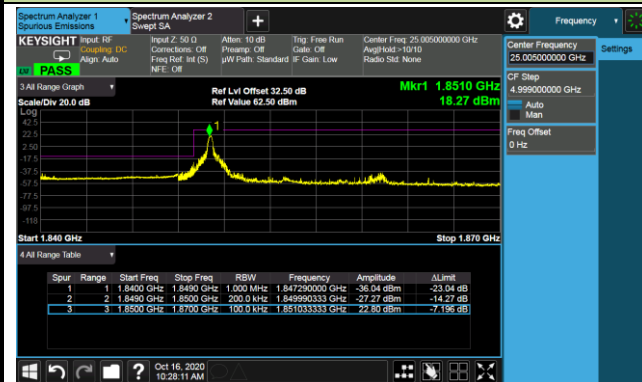 Spectrum Analyzer 1
Spurious Emissions
Spectrum Analyzer 2
Swept SA
+
Frequency
KEYSIGHT
Input: RF
Coupling: DC
Align: Auto
Input Z: 50 Ω
Corrections: Off
Freq Ref: Int (S)
NFE: Off
Atten: 10 dB
Preamp: Off
µW Path: Standard
Trig: Free Run
Gate: Off
IF Gain: Low
Center Freq: 25.005000000 GHz
Avg|Hold:>10/10
Radio Std: None
PASS
Center Frequency
25.005000000 GHz
Settings
CF Step
4.999000000 GHz
Auto
Man
Freq Offset
0 Hz
3 All Range Graph
Scale/Div 20.0 dB
Ref Lvl Offset 32.50 dB
Ref Value 62.50 dBm
Mkr1 1.8510 GHz
18.27 dBm
Log
42.5
22.5
2.50
-17.5
-37.5
-57.5
-77.5
-97.5
-118
1
Start 1.840 GHz
Stop 1.870 GHz
4 All Range Table
Spur Range Start Freq Stop Freq RBW Frequency Amplitude ΔLimit
1 1 1.8400 GHz 1.8490 GHz 1.000 MHz 1.847290000 GHz -36.04 dBm -23.04 dB
2 2 1.8490 GHz 1.8500 GHz 200.0 kHz 1.849990333 GHz -27.27 dBm -14.27 dB
3 3 1.8500 GHz 1.8700 GHz 100.0 kHz 1.851033333 GHz 22.80 dBm -7.196 dB
?
Oct 16, 2020
10:28:11 AM